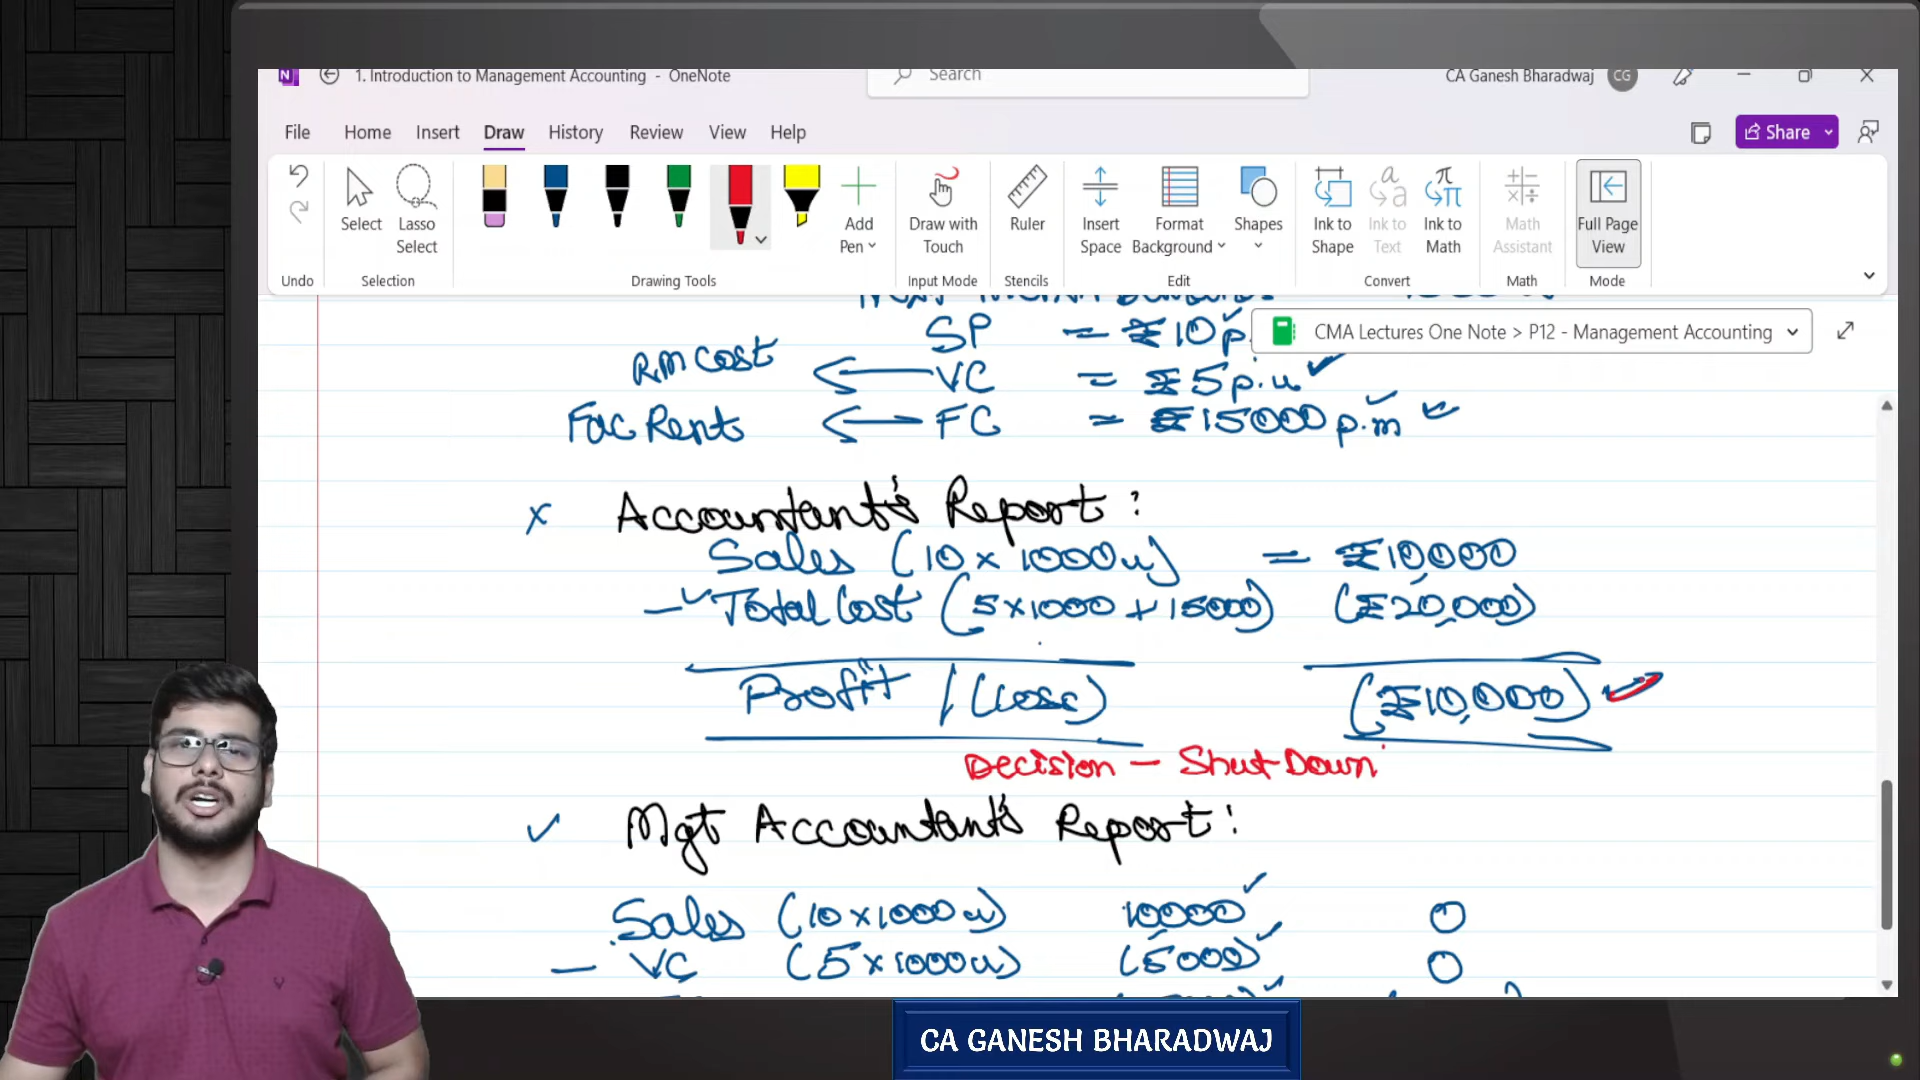 1. Introduction to Management Accounting - OneNote
Search
CA Ganesh Bharadwaj CG
File Home Insert Draw History Review View Help
Share
Select
Lasso Select
Add Pen
Draw with Touch
Ruler
Insert Space
Format Background
Shapes
Ink to Shape
Ink to Text
Ink to Math
Math Assistant
Full Page View
Undo Selection Drawing Tools Input Mode Stencils Edit Convert Math Mode
CMA Lectures One Note > P12 - Management Accounting
SP = ₹10 p.
RM Cost ← VC = ₹5 p.u ✓
Fac Rent ← FC = ₹15000 p.m ✓
x Accountant's Report :
Sales (10 x 1000 u) = ₹10000
- Total Cost (5 x 1000 + 15000) (₹20,000)
Profit / (Loss) (₹10,000) ✓
Decision - Shut Down
✓ Mgt Accountant's Report :
Sales (10 x 1000 u) 10000 ✓ 0
- VC (5 x 1000 u) (5000) ✓ 0
CA GANESH BHARADWAJ